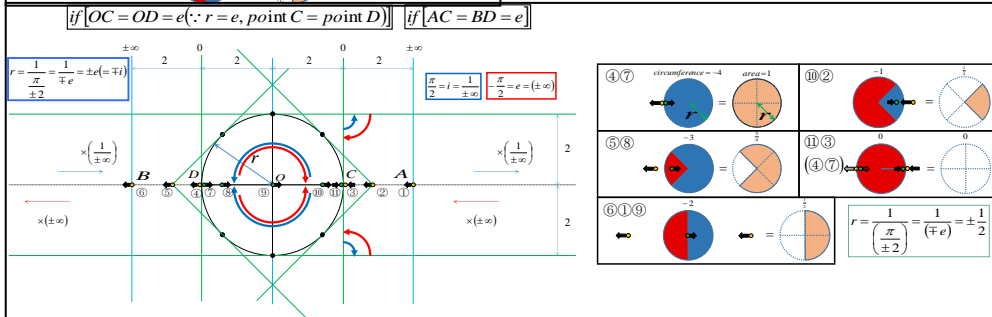 if [OC = OD = e(∵ r = e, point C = point D)] if [AC = BD = e]
±∞ 0 0 ±∞
2 2 2 2
r = 1/(π/±2) = 1/∓e = ±e(=∓i)
π/2 = i = 1/±∞
−π/2 = e = (±∞)
×(1/±∞) ×(1/±∞)
r
2
B D O C A
⑥ ⑤ ④ ⑦ ⑧ ⑨ ⑩ ⑪ ③ ② ①
×(±∞) ×(±∞)
2
④⑦ circumference = −4 area = 1
r = r
⑩② −1
=
⑤⑧ −3
=
⑪③ 0 0
(④⑦) =
⑥①⑨ −2
=
r = 1/(π/±2) = 1/(∓e) = ±1/2